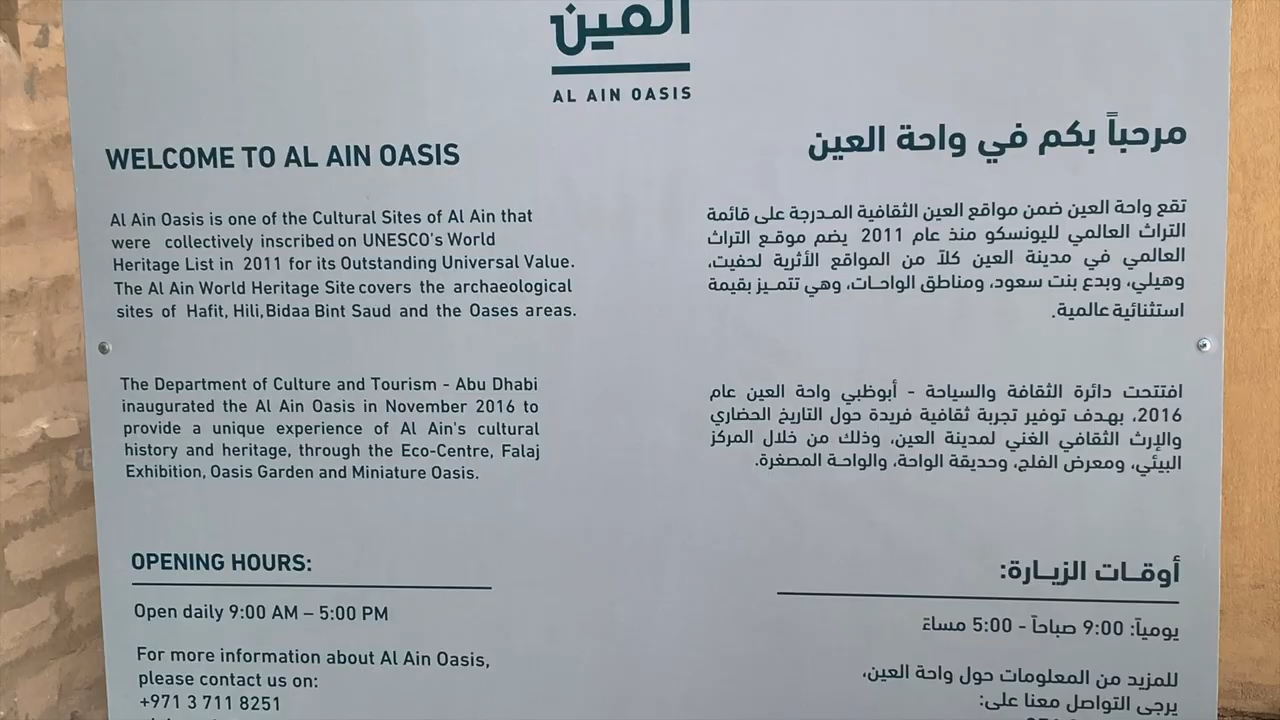 العين
AL AIN OASIS
WELCOME TO AL AIN OASIS
Al Ain Oasis is one of the Cultural Sites of Al Ain that
were collectively inscribed on UNESCO's World
Heritage List in 2011 for its Outstanding Universal Value.
The Al Ain World Heritage Site covers the archaeological
sites of Hafit, Hili, Bidaa Bint Saud and the Oases areas.
The Department of Culture and Tourism - Abu Dhabi
inaugurated the Al Ain Oasis in November 2016 to
provide a unique experience of Al Ain's cultural
history and heritage, through the Eco-Centre, Falaj
Exhibition, Oasis Garden and Miniature Oasis.
OPENING HOURS:
Open daily 9:00 AM – 5:00 PM
For more information about Al Ain Oasis,
please contact us on:
+971 3 711 8251
مرحباً بكم في واحة العين
تقع واحة العين ضمن مواقع العين الثقافية المـدرجة على قائمة
التراث العالمي لليونسكو منذ عام 2011 يضم موقـع التراث
العالمي في مدينة العين كلاً من المواقع الأثرية لحفيت،
وهيلي، وبدع بنت سعود، ومناطق الواحـات، وهي تتمـيز بقيمة
استثنائية عالمية.
افتتحت دائرة الثقافة والسياحة - أبوظبي واحة العين عام
2016، بهـدف توفير تجربة ثقافية فريدة حول التاريخ الحضاري
والإرث الثقافي الغني لمدينة العين، وذلك من خلال المركز
البيئي، ومعرض الفلج، وحديقة الواحة، والواحـة المصغرة.
أوقـات الزيـارة:
يومياً: 9:00 صباحاً - 5:00 مساءً
للمزيد من المعلومات حول واحة العين،
يرجى التواصل معنا على: